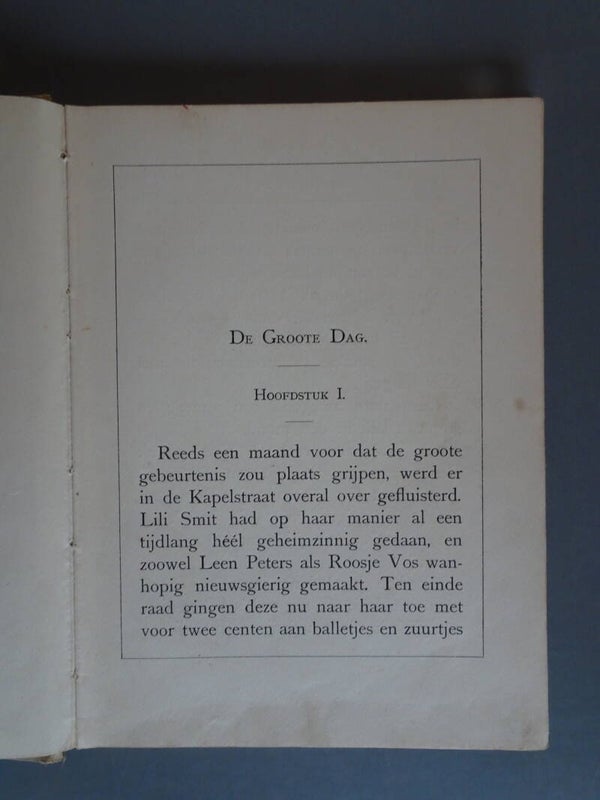 De Groote Dag.
Hoofdstuk I.
Reeds een maand voor dat de groote
gebeurtenis zou plaats grijpen, werd er
in de Kapelstraat overal over gefluisterd.
Lili Smit had op haar manier al een
tijdlang héél geheimzinnig gedaan, en
zoowel Leen Peters als Roosje Vos wan-
hopig nieuwsgierig gemaakt. Ten einde
raad gingen deze nu naar haar toe met
voor twee centen aan balletjes en zuurtjes